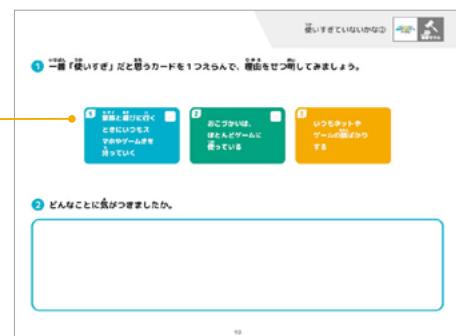 使いすぎていないかな②
1 一番「使いすぎ」だと思うカードを1つえらんで、理由をせつ明してみましょう。
1
家族と遊びに行く
ときにいつもス
マホやゲーム機を
持っていく
2
おこづかいは、
ほとんどゲームに
使っている
3
いつもネットや
ゲームの話ばかり
する
2 どんなことに気がつきましたか。